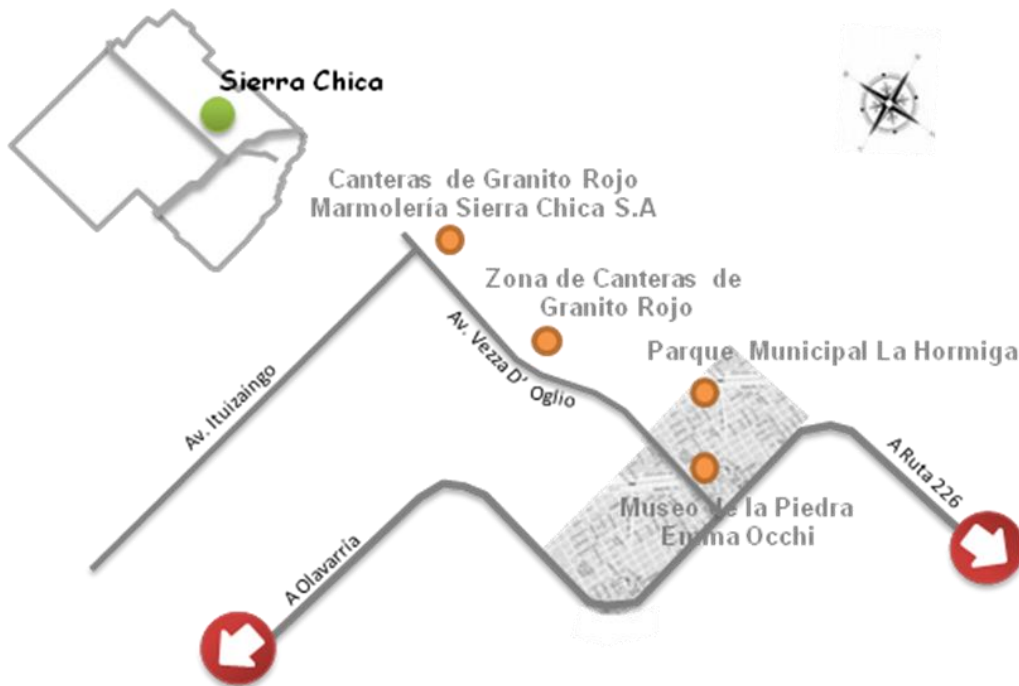 Sierra Chica
Canteras de Granito Rojo
Marmolería Sierra Chica S.A
Zona de Canteras de
Granito Rojo
Parque Municipal La Hormiga
Av. Vezza D' Oglio
Av. Ituizaingo
A Ruta 226
Museo de la Piedra
Emma Occhi
A Olavarría